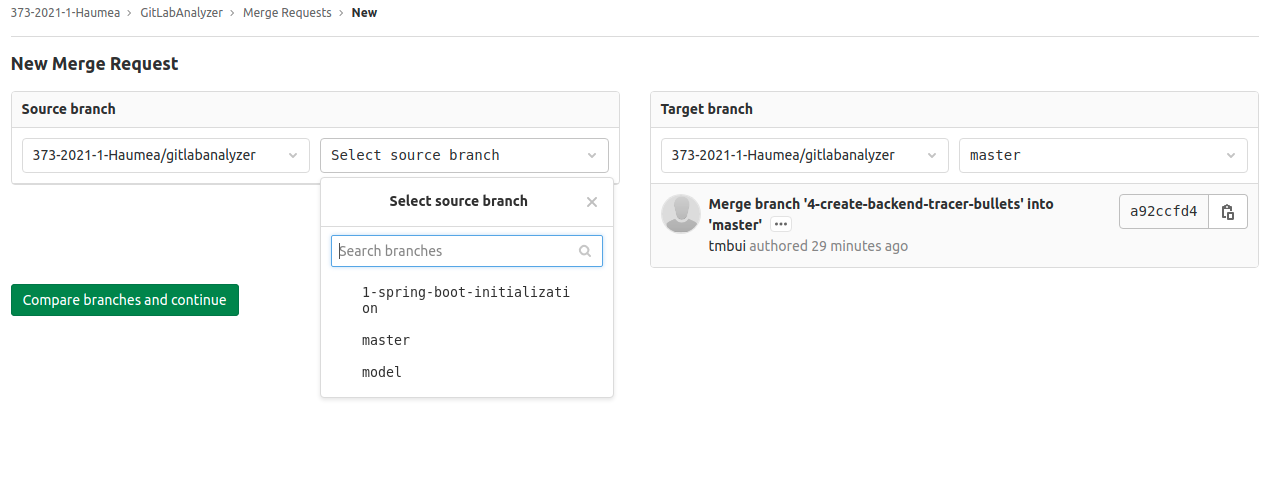 373-2021-1-Haumea › GitLabAnalyzer › Merge Requests › New
New Merge Request
Source branch
373-2021-1-Haumea/gitlabanalyzer
Select source branch
Select source branch
Search branches
1-spring-boot-initializati
on
master
model
Compare branches and continue
Target branch
373-2021-1-Haumea/gitlabanalyzer
master
Merge branch '4-create-backend-tracer-bullets' into
'master' ···
tmbui authored 29 minutes ago
a92ccfd4